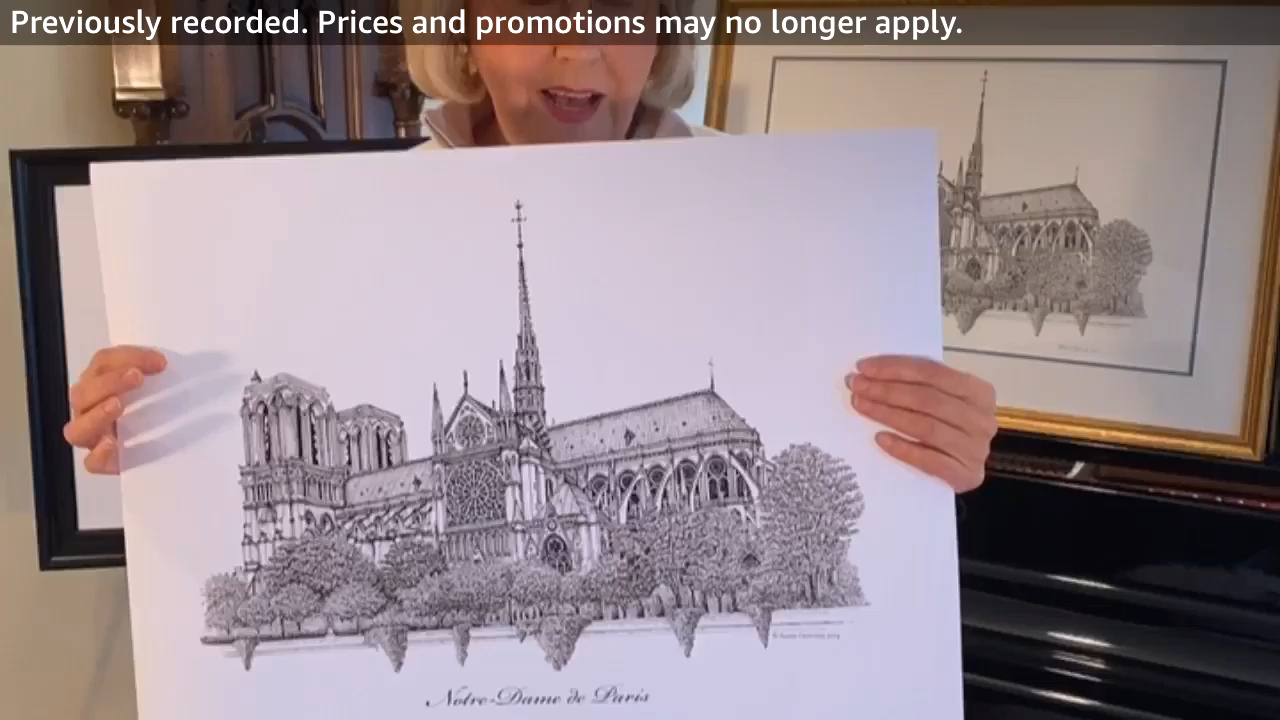 Previously recorded. Prices and promotions may no longer apply.
Notre-Dame de Paris